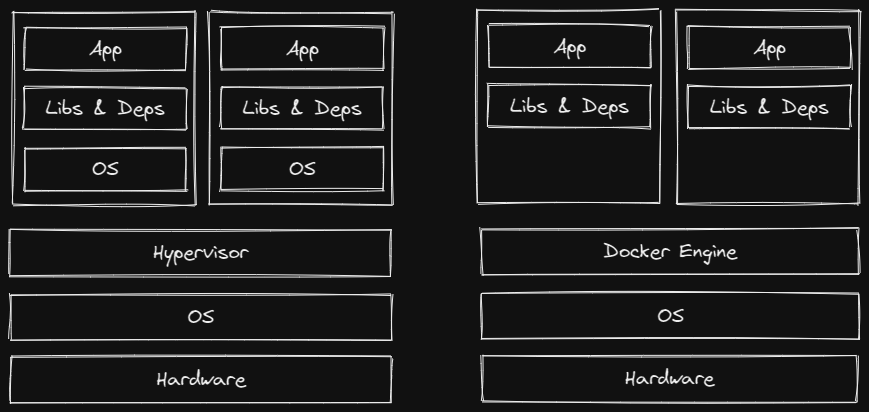 App
Libs & Deps
OS
App
Libs & Deps
OS
Hypervisor
OS
Hardware
App
Libs & Deps
App
Libs & Deps
Docker Engine
OS
Hardware